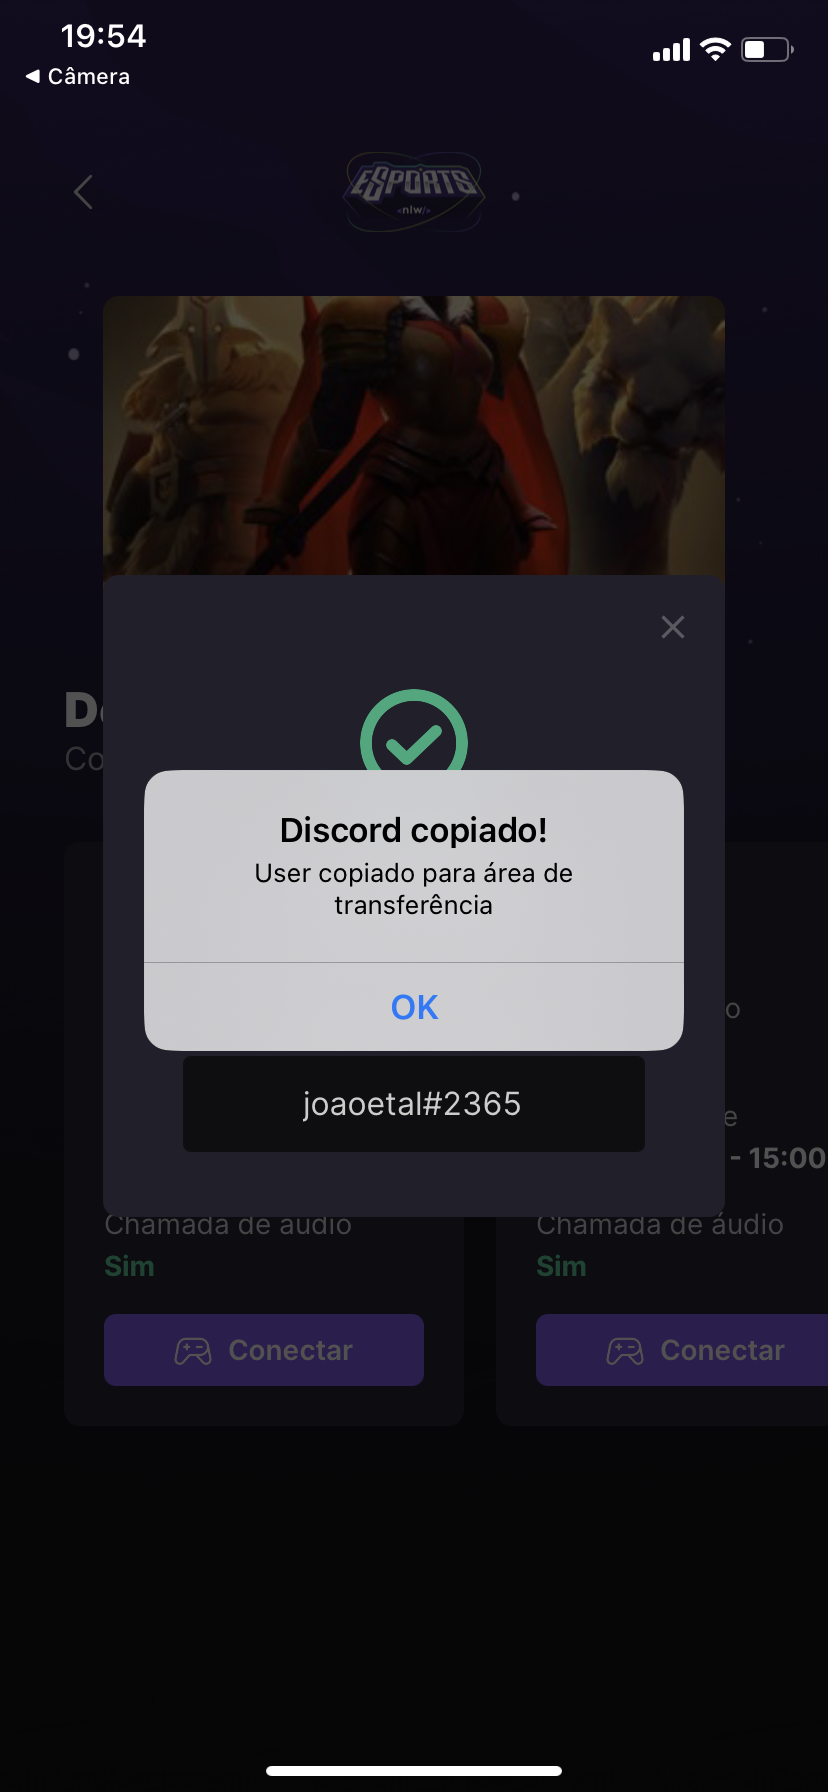 19:54
Câmera
ESPORTS
<nlw/>
Discord copiado!
User copiado para área de
transferência
OK
joaoetal#2365
- 15:00
Chamada de áudio
Chamada de áudio
Sim
Sim
Conectar
Conectar